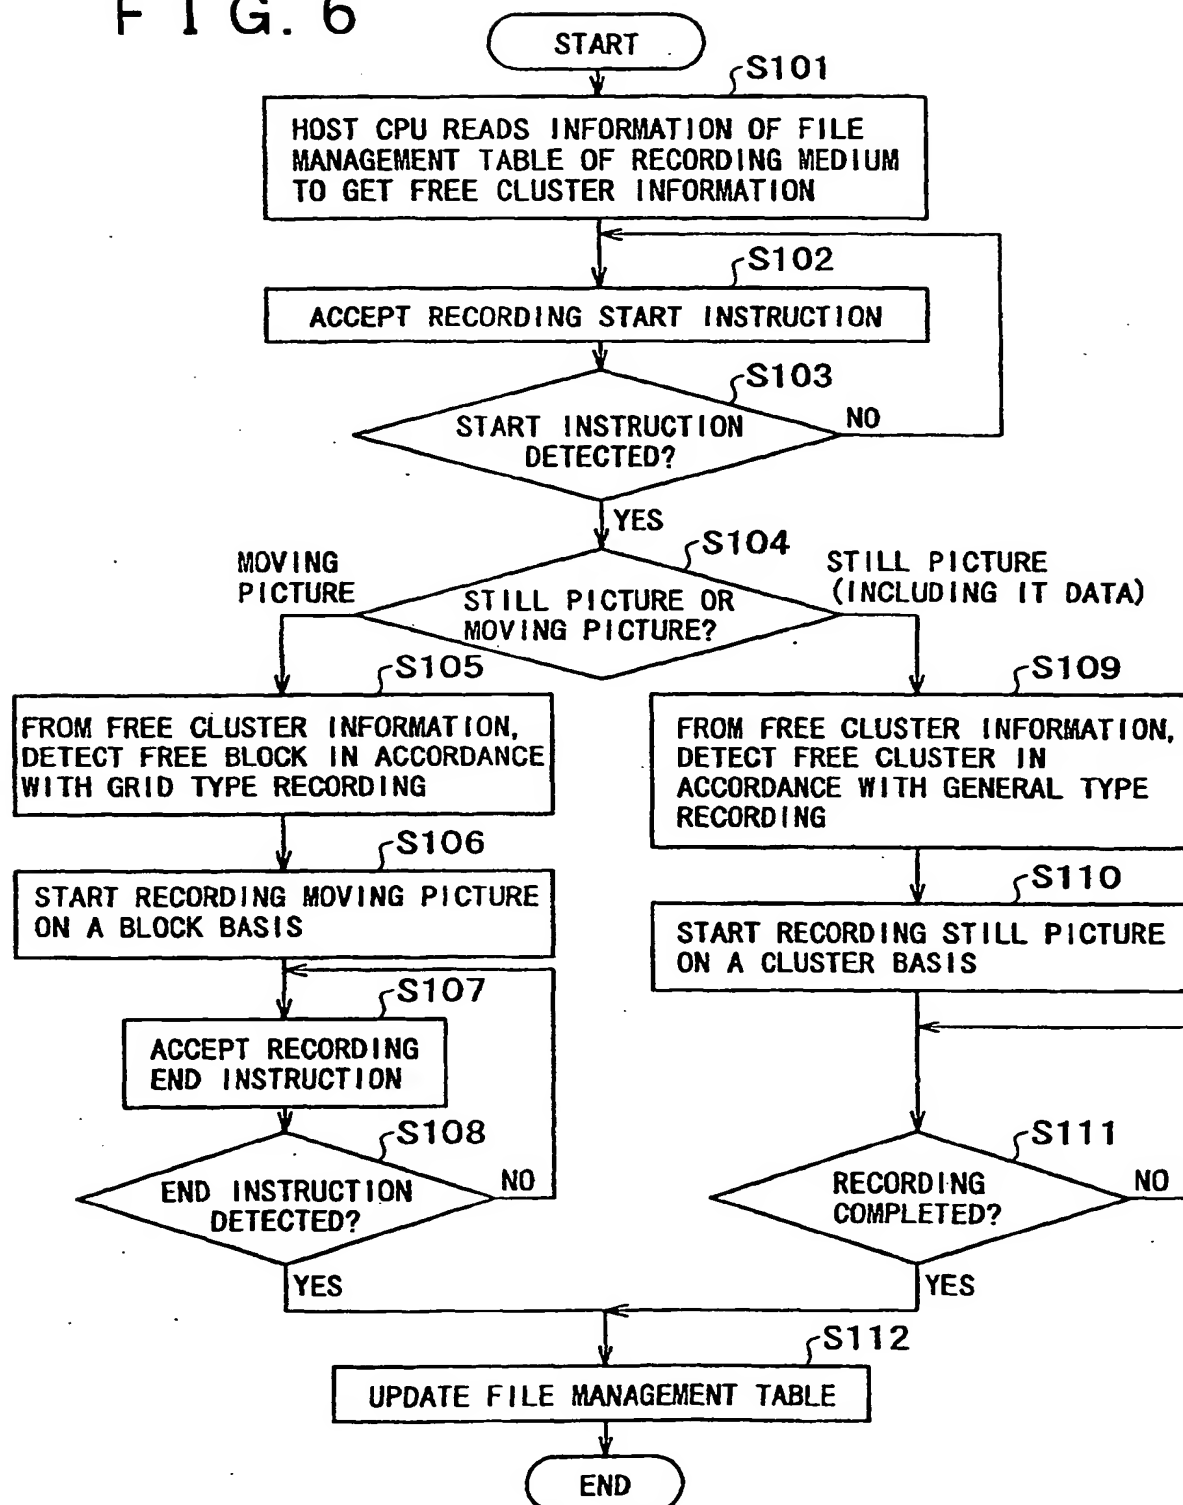 FIG. 6
START
S101
HOST CPU READS INFORMATION OF FILE
MANAGEMENT TABLE OF RECORDING MEDIUM
TO GET FREE CLUSTER INFORMATION
S102
ACCEPT RECORDING START INSTRUCTION
S103
START INSTRUCTION
DETECTED?
NO
YES
S104
MOVING
PICTURE
STILL PICTURE OR
MOVING PICTURE?
STILL PICTURE
(INCLUDING IT DATA)
S105
FROM FREE CLUSTER INFORMATION,
DETECT FREE BLOCK IN ACCORDANCE
WITH GRID TYPE RECORDING
S106
START RECORDING MOVING PICTURE
ON A BLOCK BASIS
S107
ACCEPT RECORDING
END INSTRUCTION
S108
END INSTRUCTION
DETECTED?
NO
YES
S109
FROM FREE CLUSTER INFORMATION,
DETECT FREE CLUSTER IN
ACCORDANCE WITH GENERAL TYPE
RECORDING
S110
START RECORDING STILL PICTURE
ON A CLUSTER BASIS
S111
RECORDING
COMPLETED?
NO
YES
S112
UPDATE FILE MANAGEMENT TABLE
END